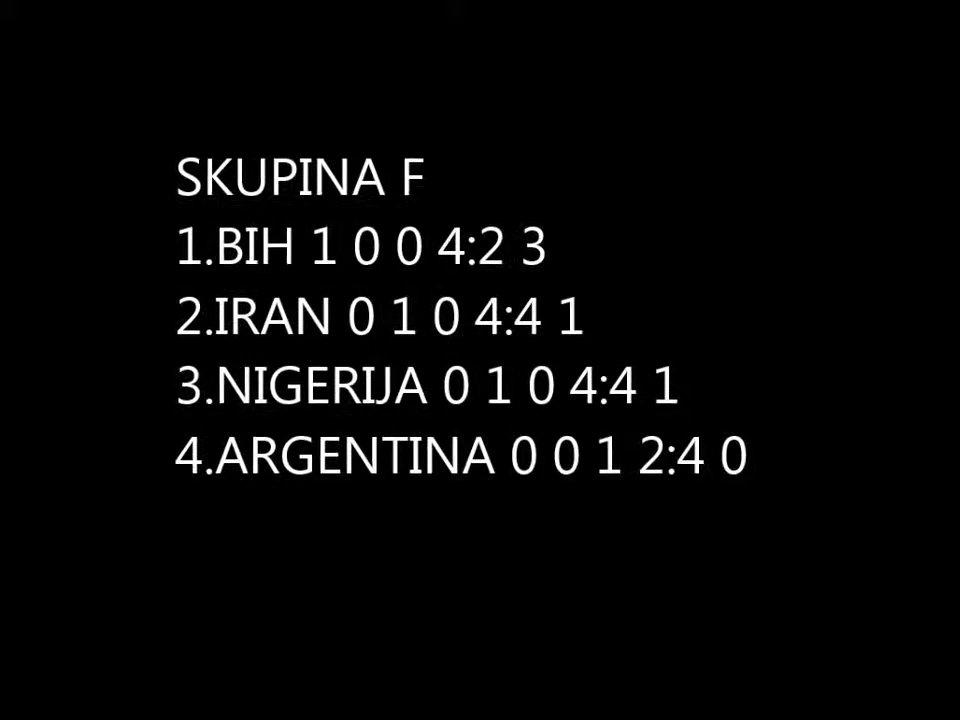 SKUPINA F
1.BIH 1 0 0 4:2 3
2.IRAN 0 1 0 4:4 1
3.NIGERIJA 0 1 0 4:4 1
4.ARGENTINA 0 0 1 2:4 0